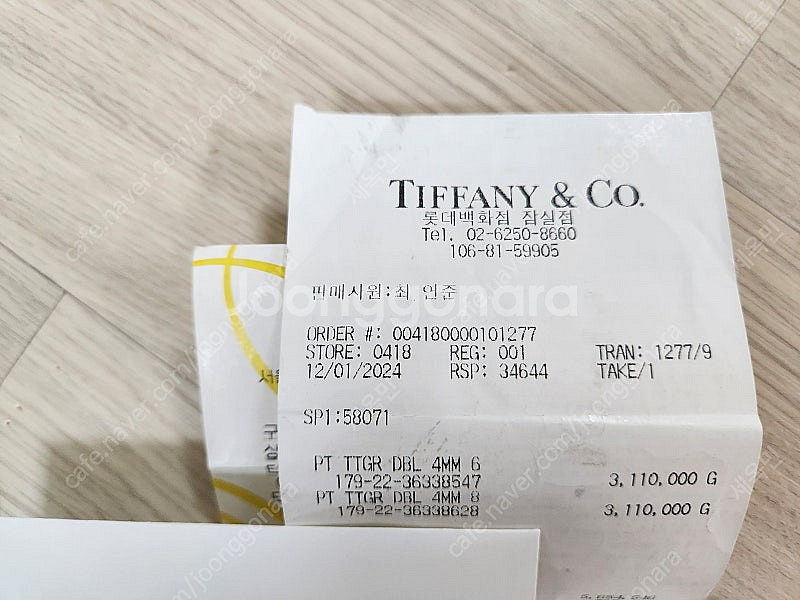 TIFFANY & CO.
롯데백화점 잠실점
Tel. 02-6250-8660
106-81-59905
판매사원:최 인준
Joonggonara
ORDER #: 004180000101277
STORE: 0418 REG: 001 TRAN: 1277/9
12/01/2024 RSP: 34644 TAKE/1
SP1:58071
PT TTGR DBL 4MM 6
179-22-36338547 3,110,000 G
PT TTGR DBL 4MM 8
179-22-36338628 3,110,000 G
cafe.naver.com/joonggonara